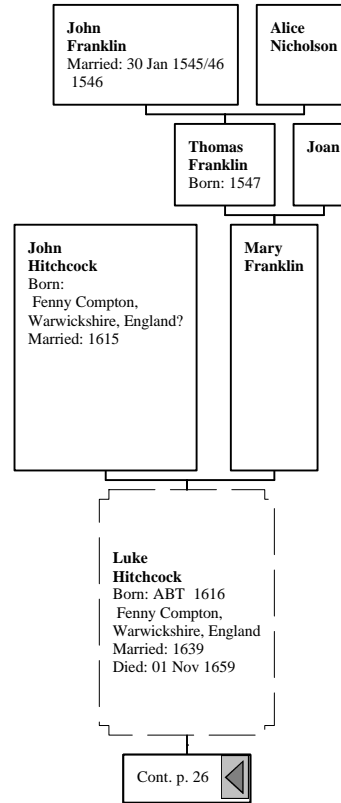 John
Franklin
Married: 30 Jan 1545/46
1546
Alice
Nicholson
Thomas
Franklin
Born: 1547
Joan
John
Hitchcock
Born:
Fenny Compton,
Warwickshire, England?
Married: 1615
Mary
Franklin
Luke
Hitchcock
Born: ABT 1616
Fenny Compton,
Warwickshire, England
Married: 1639
Died: 01 Nov 1659
Cont. p. 26